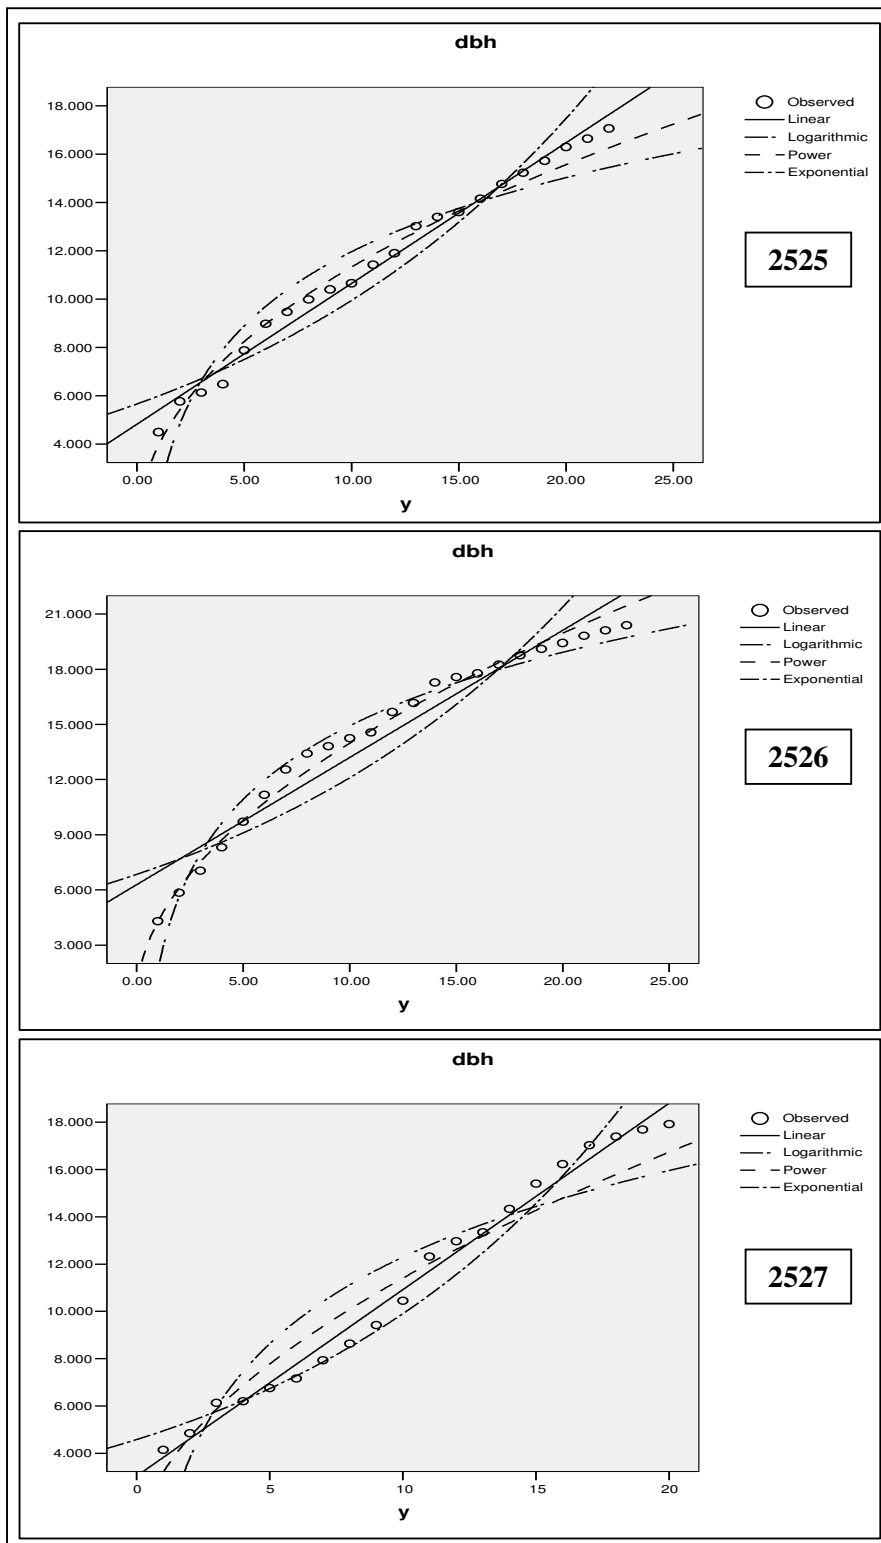 dbh
18.000
16.000
14.000
12.000
10.000
8.000
6.000
4.000
0.00 5.00 10.00 15.00 20.00 25.00
y
Observed
Linear
Logarithmic
Power
Exponential
2525
dbh
21.000
18.000
15.000
12.000
9.000
6.000
3.000
0.00 5.00 10.00 15.00 20.00 25.00
y
Observed
Linear
Logarithmic
Power
Exponential
2526
dbh
18.000
16.000
14.000
12.000
10.000
8.000
6.000
4.000
0 5 10 15 20
y
Observed
Linear
Logarithmic
Power
Exponential
2527